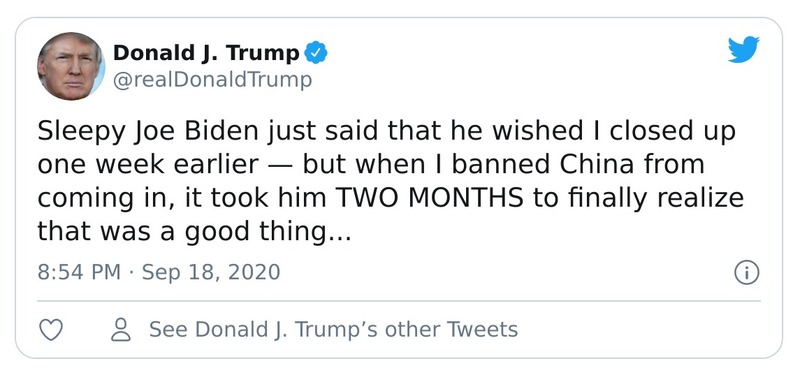 Donald J. Trump
@realDonaldTrump
Sleepy Joe Biden just said that he wished I closed up
one week earlier — but when I banned China from
coming in, it took him TWO MONTHS to finally realize
that was a good thing...
8:54 PM · Sep 18, 2020
See Donald J. Trump’s other Tweets